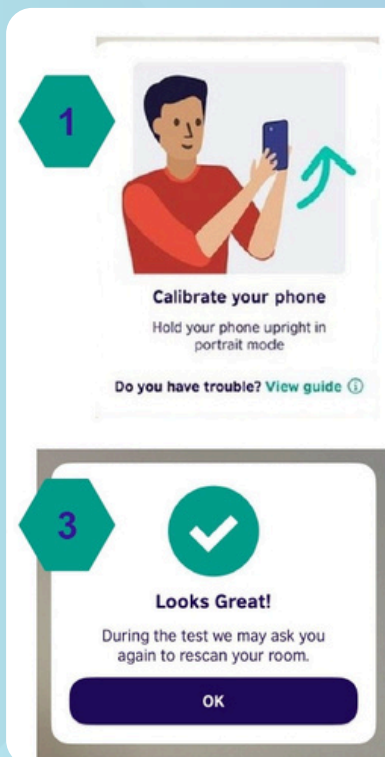 1
Calibrate your phone
Hold your phone upright in
portrait mode
Do you have trouble? View guide ⓘ
3
Looks Great!
During the test we may ask you
again to rescan your room.
OK